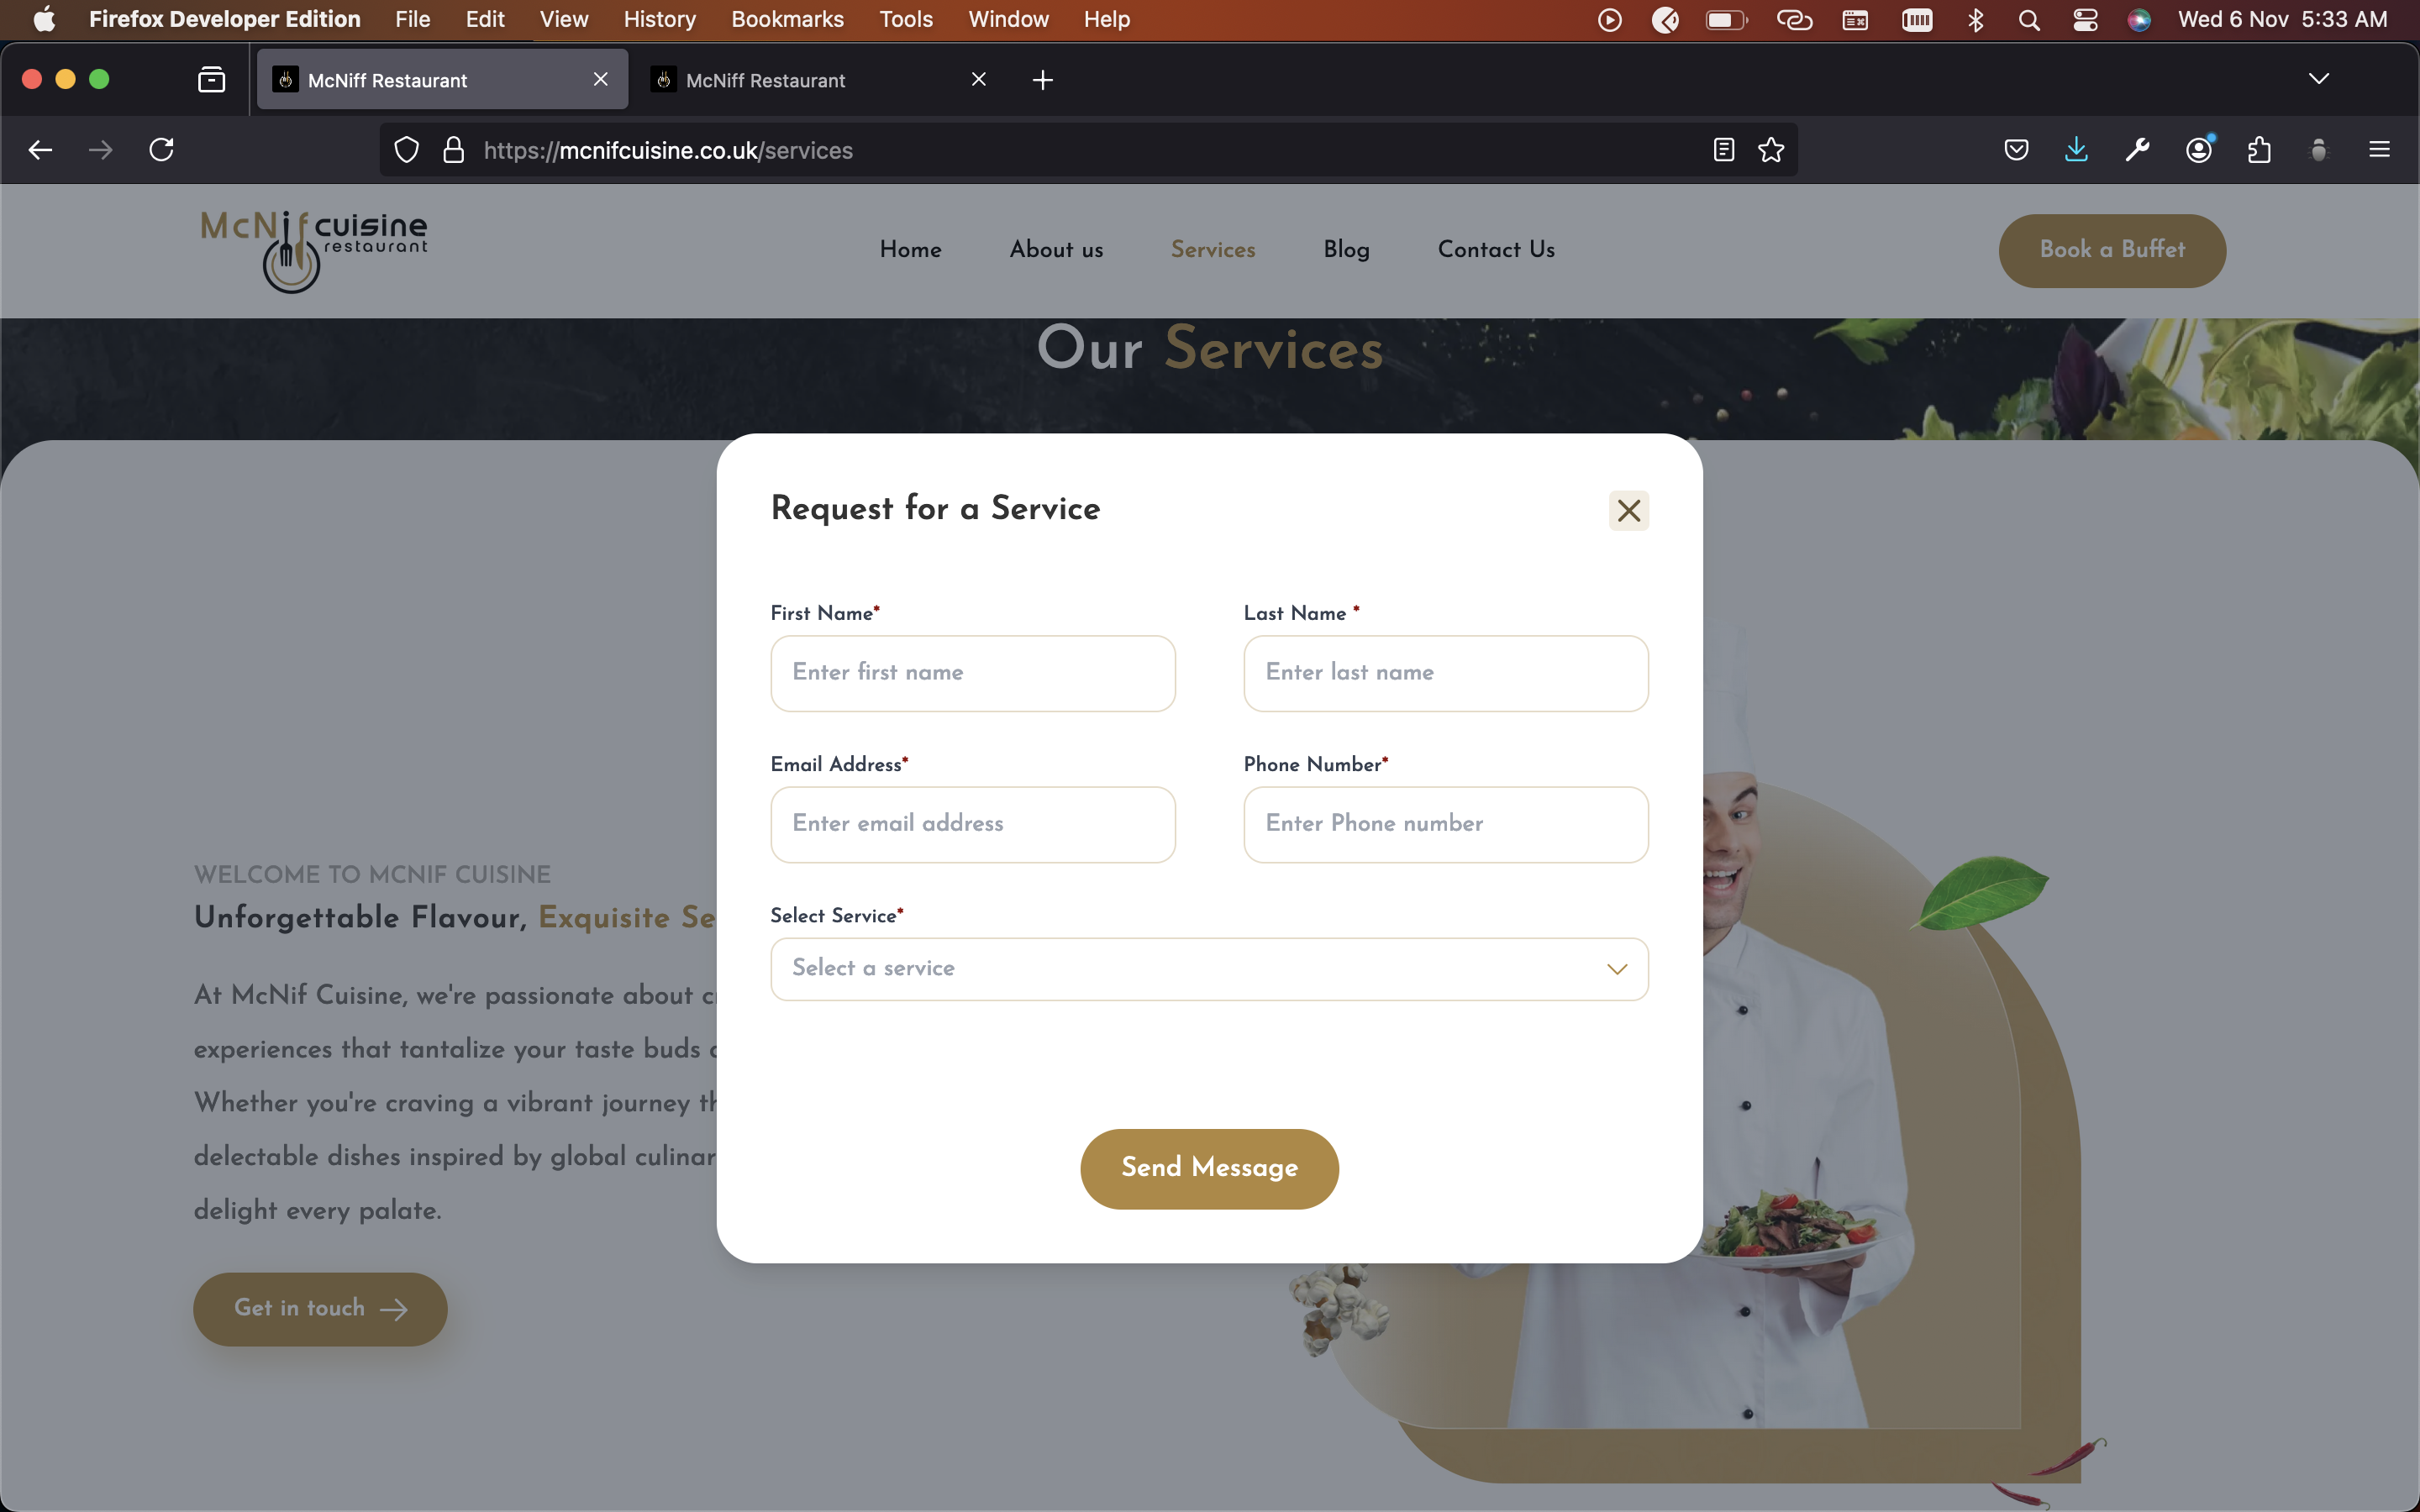 Firefox Developer Edition File Edit View History Bookmarks Tools Window Help Wed 6 Nov 5:33 AM
McNiff Restaurant McNiff Restaurant
https://mcnifcuisine.co.uk/services
McNif cuisine
restaurant
Home About us Services Blog Contact Us Book a Buffet
Our Services
Request for a Service
First Name* Last Name *
Enter first name Enter last name
Email Address* Phone Number*
Enter email address Enter Phone number
Select Service*
Select a service
Send Message
WELCOME TO MCNIF CUISINE
Unforgettable Flavour, Exquisite Se
At McNif Cuisine, we're passionate about c
experiences that tantalize your taste buds
Whether you're craving a vibrant journey th
delectable dishes inspired by global culinar
delight every palate.
Get in touch